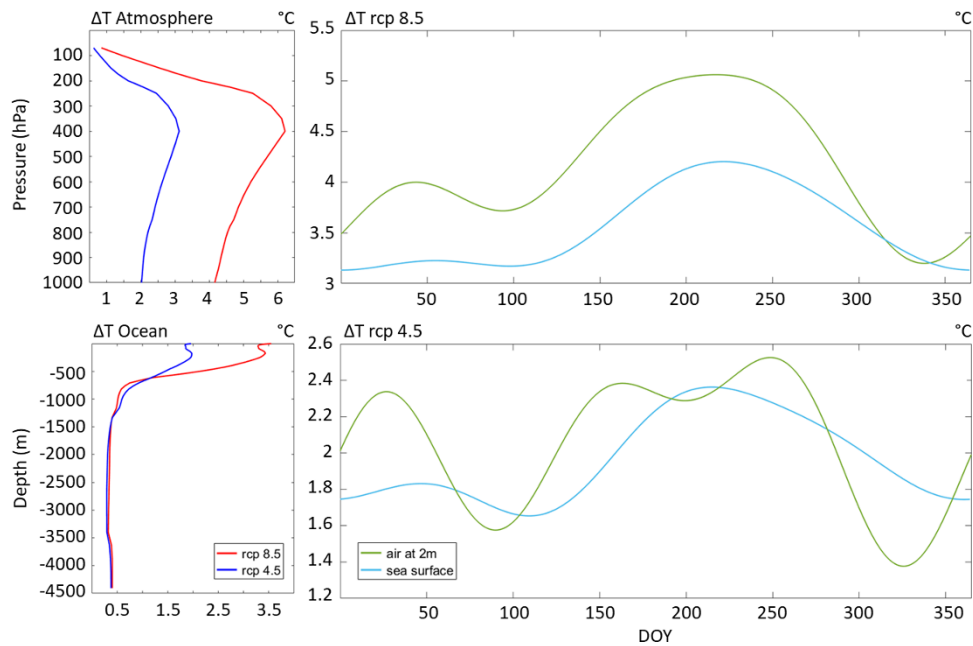 ΔT Atmosphere °C
Pressure (hPa)
100
200
300
400
500
600
700
800
900
1000
1 2 3 4 5 6
ΔT rcp 8.5 °C
5.5
5
4.5
4
3.5
3
50 100 150 200 250 300 350
ΔT Ocean °C
Depth (m)
-500
-1000
-1500
-2000
-2500
-3000
-3500
-4000
-4500
0.5 1.5 2.5 3.5
rcp 8.5
rcp 4.5
ΔT rcp 4.5 °C
2.6
2.4
2.2
2
1.8
1.6
1.4
1.2
50 100 150 200 250 300 350
air at 2m
sea surface
DOY